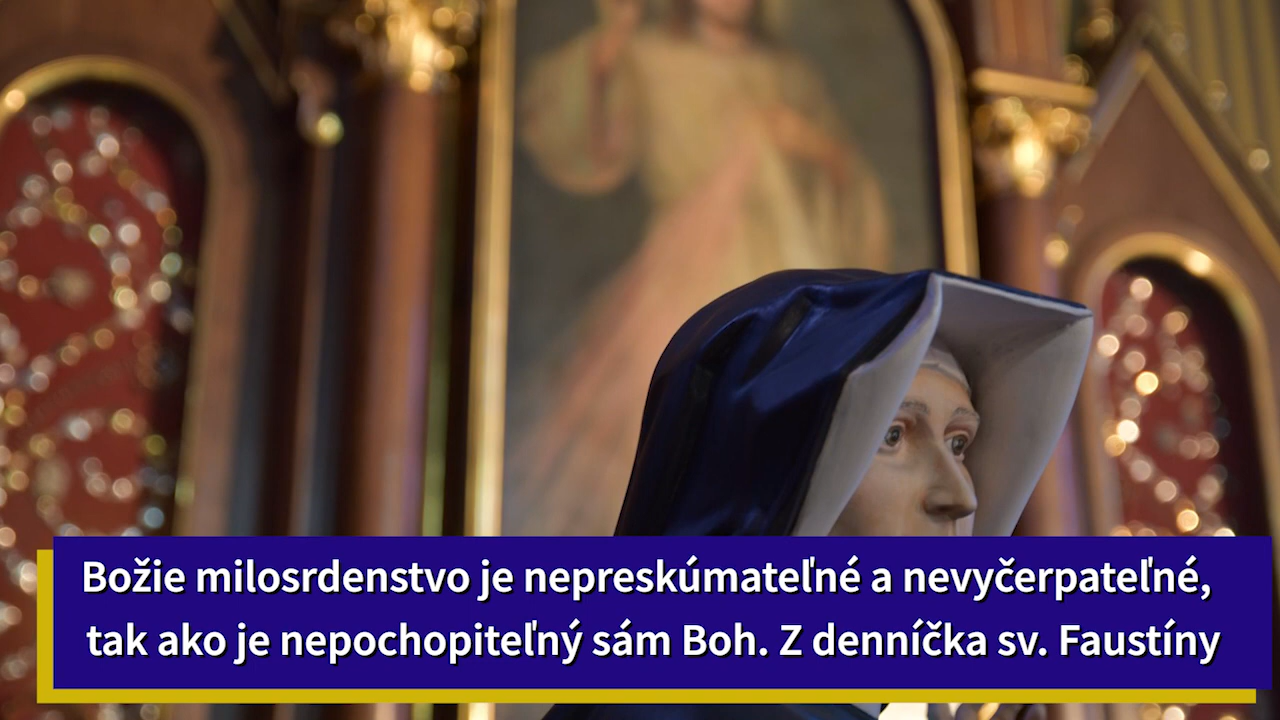 Božie milosrdenstvo je nepreskúmateľné a nevyčerpateľné,
tak ako je nepochopiteľný sám Boh. Z denníčka sv. Faustíny